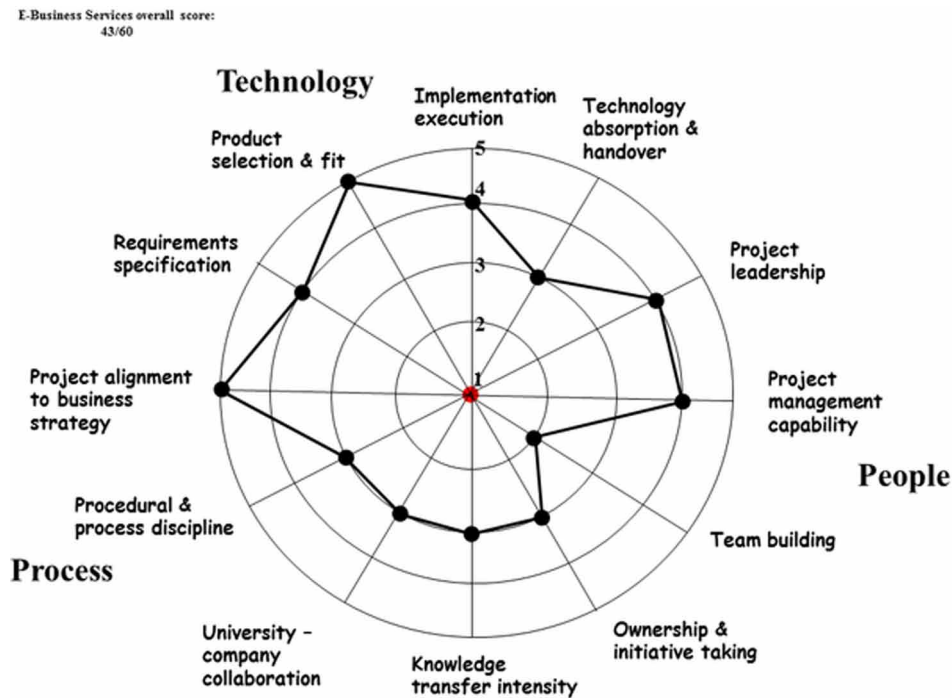 E-Business Services overall score:
43/60
Technology
Implementation
execution
Technology
absorption &
handover
Product
selection & fit
5
4
Requirements
specification
Project
leadership
3
2
1
Project alignment
to business
strategy
Project
management
capability
People
Procedural &
process discipline
Team building
Process
University –
company
collaboration
Ownership &
initiative taking
Knowledge
transfer intensity